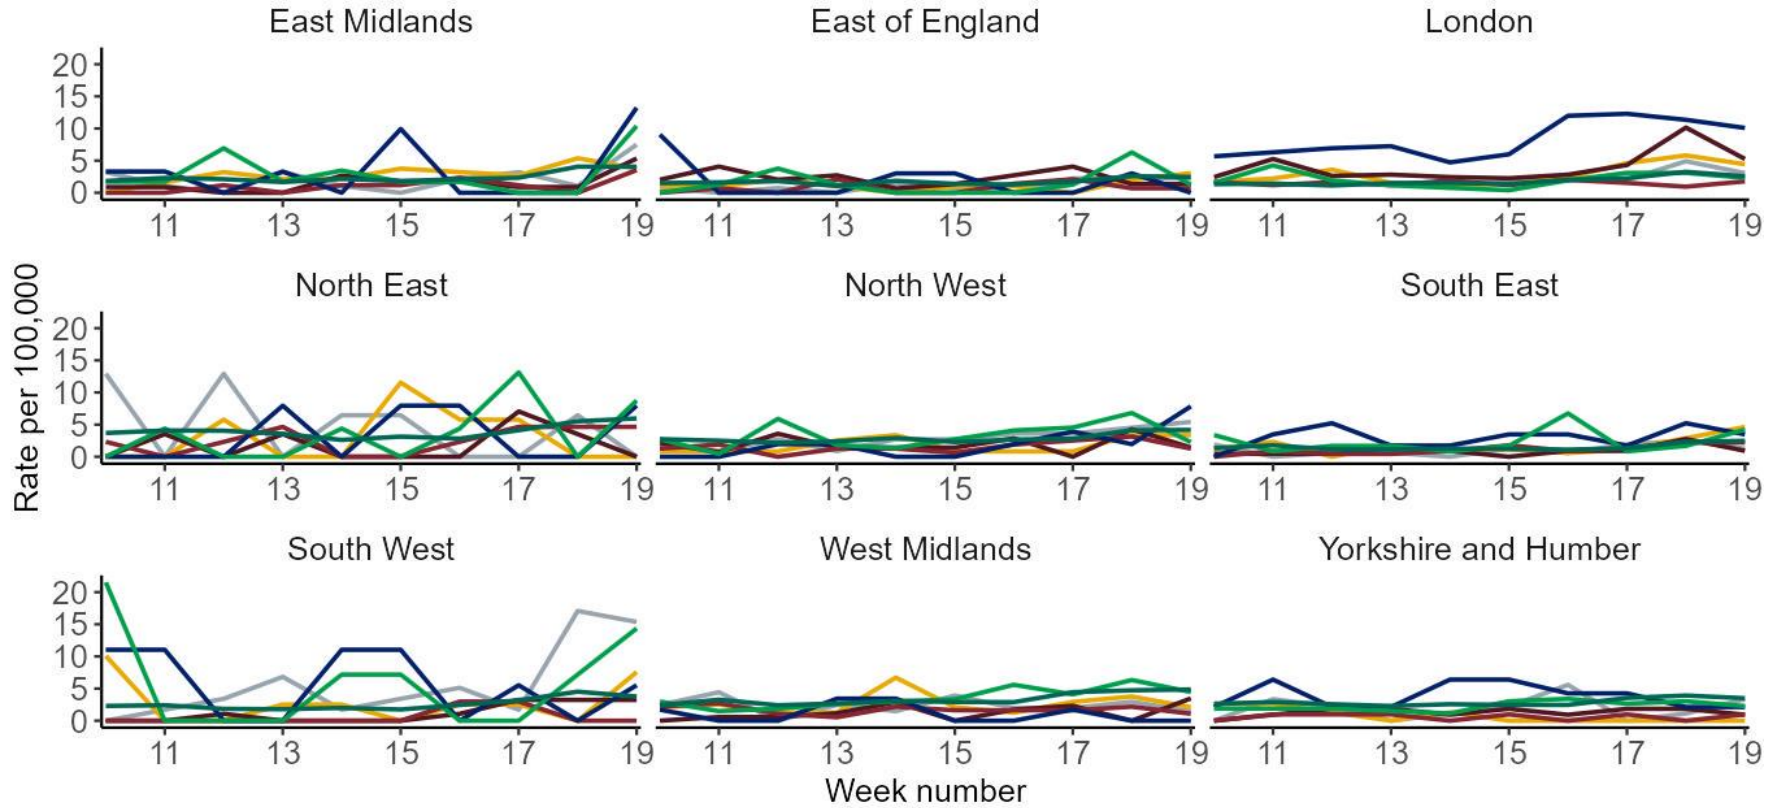 East Midlands
East of England
London
20
15
10
5
0
11 13 15 17 19
11 13 15 17 19
11 13 15 17 19
North East
North West
South East
Rate per 100,000
20
15
10
5
0
11 13 15 17 19
11 13 15 17 19
11 13 15 17 19
South West
West Midlands
Yorkshire and Humber
20
15
10
5
0
11 13 15 17 19
11 13 15 17 19
11 13 15 17 19
Week number